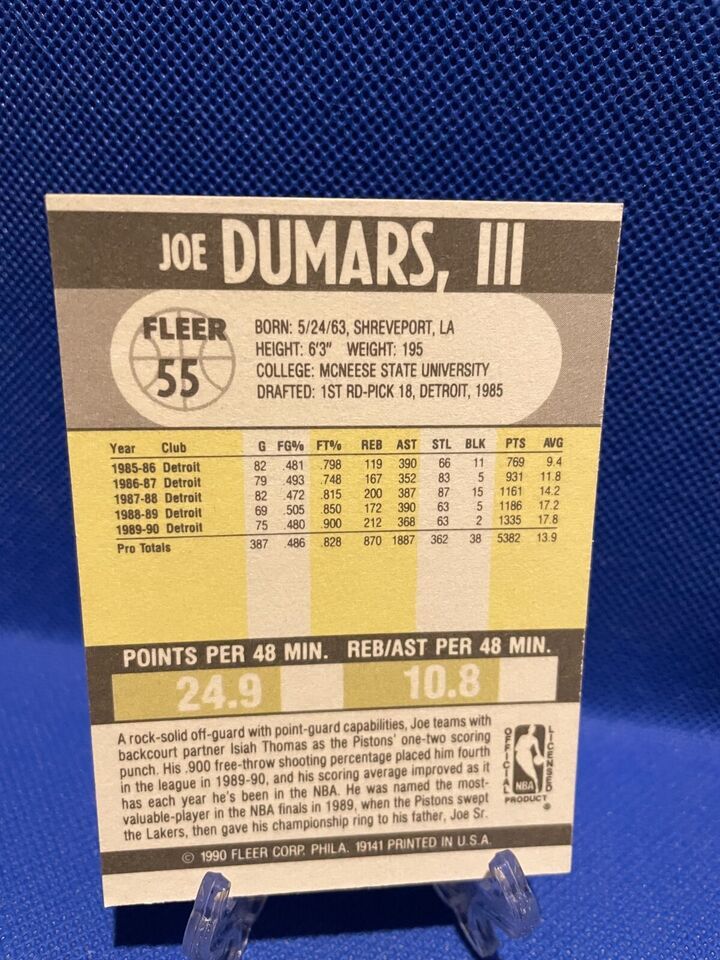 JOE DUMARS, III
FLEER
55
BORN: 5/24/63, SHREVEPORT, LA
HEIGHT: 6'3" WEIGHT: 195
COLLEGE: MCNEESE STATE UNIVERSITY
DRAFTED: 1ST RD-PICK 18, DETROIT, 1985
Year Club G FG% FT% REB AST STL BLK PTS AVG
1985-86 Detroit 82 .481 .798 119 390 66 11 769 9.4
1986-87 Detroit 79 .493 .748 167 352 83 5 931 11.8
1987-88 Detroit 82 .472 .815 200 387 87 15 1161 14.2
1988-89 Detroit 69 .505 .850 172 390 63 5 1186 17.2
1989-90 Detroit 75 .480 .900 212 368 63 2 1335 17.8
Pro Totals 387 .486 .828 870 1887 362 38 5382 13.9
POINTS PER 48 MIN. REB/AST PER 48 MIN.
24.9 10.8
A rock-solid off-guard with point-guard capabilities, Joe teams with
backcourt partner Isiah Thomas as the Pistons' one-two scoring
punch. His .900 free-throw shooting percentage placed him fourth
in the league in 1989-90, and his scoring average improved as it
has each year he's been in the NBA. He was named the most-
valuable-player in the NBA finals in 1989, when the Pistons swept
the Lakers, then gave his championship ring to his father, Joe Sr.
OFFICIAL
LICENSED
NBA
PRODUCT ®
© 1990 FLEER CORP. PHILA. 19141 PRINTED IN U.S.A.